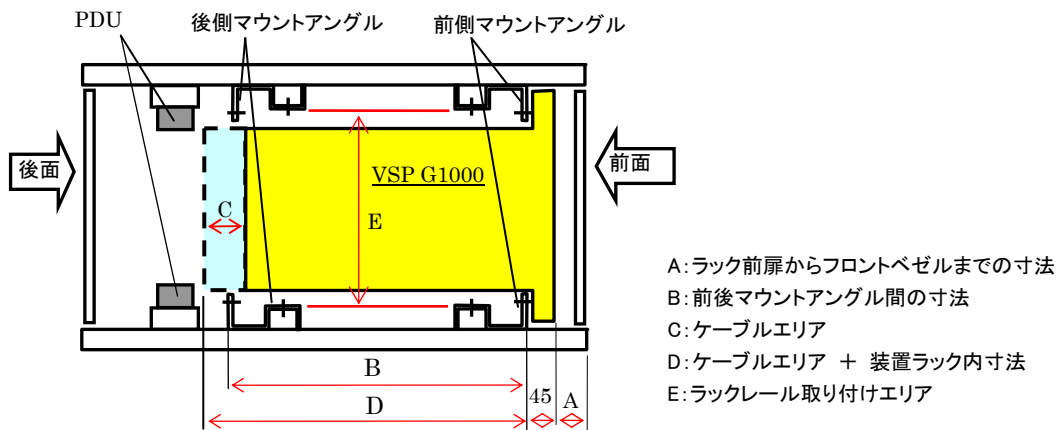 PDU
後側マウントアングル
前側マウントアングル
後面
VSP G1000
前面
C
E
A:ラック前扉からフロントベゼルまでの寸法
B:前後マウントアングル間の寸法
C:ケーブルエリア
D:ケーブルエリア + 装置ラック内寸法
E:ラックレール取り付けエリア
B
45
A
D